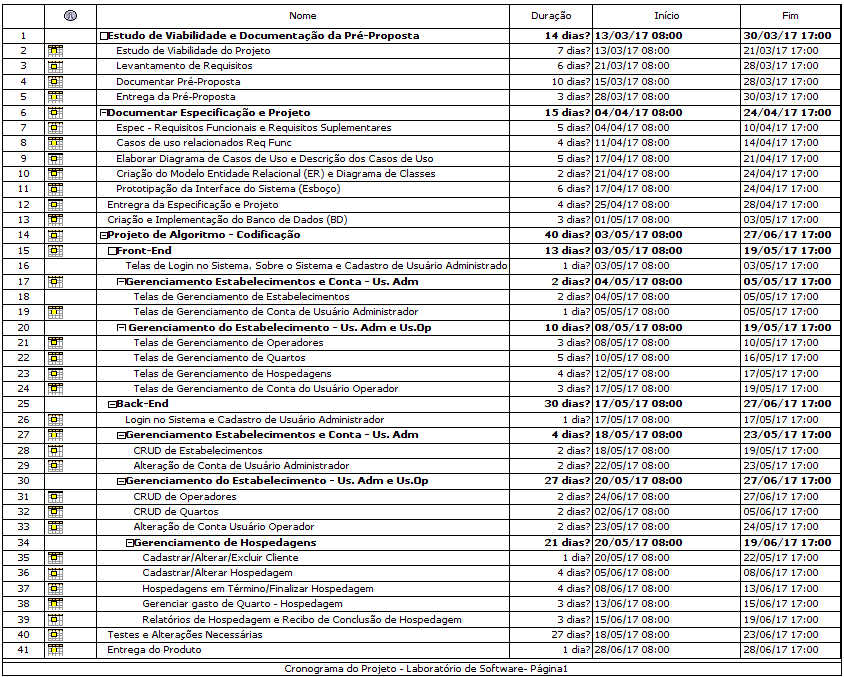 Nome Duração Início Fim
1 Estudo de Viabilidade e Documentação da Pré-Proposta 14 dias? 13/03/17 08:00 30/03/17 17:00
2 Estudo de Viabilidade do Projeto 7 dias? 13/03/17 08:00 21/03/17 17:00
3 Levantamento de Requisitos 6 dias? 21/03/17 08:00 28/03/17 17:00
4 Documentar Pré-Proposta 10 dias? 15/03/17 08:00 28/03/17 17:00
5 Entrega da Pré-Proposta 3 dias? 28/03/17 08:00 30/03/17 17:00
6 Documentar Especificação e Projeto 15 dias? 04/04/17 08:00 24/04/17 17:00
7 Espec - Requisitos Funcionais e Requisitos Suplementares 5 dias? 04/04/17 08:00 10/04/17 17:00
8 Casos de uso relacionados Req Func 4 dias? 11/04/17 08:00 14/04/17 17:00
9 Elaborar Diagrama de Casos de Uso e Descrição dos Casos de Uso 5 dias? 17/04/17 08:00 21/04/17 17:00
10 Criação do Modelo Entidade Relacional (ER) e Diagrama de Classes 2 dias? 21/04/17 08:00 24/04/17 17:00
11 Prototipação da Interface do Sistema (Esboço) 6 dias? 17/04/17 08:00 24/04/17 17:00
12 Entregra da Especificação e Projeto 4 dias? 25/04/17 08:00 28/04/17 17:00
13 Criação e Implementação do Banco de Dados (BD) 3 dias? 01/05/17 08:00 03/05/17 17:00
14 Projeto de Algoritmo - Codificação 40 dias? 03/05/17 08:00 27/06/17 17:00
15 Front-End 13 dias? 03/05/17 08:00 19/05/17 17:00
16 Telas de Login no Sistema, Sobre o Sistema e Cadastro de Usuário Administrado 1 dia? 03/05/17 08:00 03/05/17 17:00
17 Gerenciamento Estabelecimentos e Conta - Us. Adm 2 dias? 04/05/17 08:00 05/05/17 17:00
18 Telas de Gerenciamento de Estabelecimentos 2 dias? 04/05/17 08:00 05/05/17 17:00
19 Telas de Gerenciamento de Conta de Usuário Administrador 1 dia? 05/05/17 08:00 05/05/17 17:00
20 Gerenciamento do Estabelecimento - Us. Adm e Us.Op 10 dias? 08/05/17 08:00 19/05/17 17:00
21 Telas de Gerenciamento de Operadores 3 dias? 08/05/17 08:00 10/05/17 17:00
22 Telas de Gerenciamento de Quartos 5 dias? 10/05/17 08:00 16/05/17 17:00
23 Telas de Gerenciamento de Hospedagens 4 dias? 12/05/17 08:00 17/05/17 17:00
24 Telas de Gerenciamento de Conta do Usuário Operador 3 dias? 17/05/17 08:00 19/05/17 17:00
25 Back-End 30 dias? 17/05/17 08:00 27/06/17 17:00
26 Login no Sistema e Cadastro de Usuário Administrador 1 dia? 17/05/17 08:00 17/05/17 17:00
27 Gerenciamento Estabelecimentos e Conta - Us. Adm 4 dias? 18/05/17 08:00 23/05/17 17:00
28 CRUD de Estabelecimentos 2 dias? 18/05/17 08:00 19/05/17 17:00
29 Alteração de Conta de Usuário Administrador 2 dias? 22/05/17 08:00 23/05/17 17:00
30 Gerenciamento do Estabelecimento - Us. Adm e Us.Op 27 dias? 20/05/17 08:00 27/06/17 17:00
31 CRUD de Operadores 2 dias? 24/06/17 08:00 27/06/17 17:00
32 CRUD de Quartos 2 dias? 02/06/17 08:00 05/06/17 17:00
33 Alteração de Conta Usuário Operador 2 dias? 23/05/17 08:00 24/05/17 17:00
34 Gerenciamento de Hospedagens 21 dias? 20/05/17 08:00 19/06/17 17:00
35 Cadastrar/Alterar/Excluir Cliente 1 dia? 20/05/17 08:00 22/05/17 17:00
36 Cadastrar/Alterar Hospedagem 4 dias? 05/06/17 08:00 08/06/17 17:00
37 Hospedagens em Término/Finalizar Hospedagem 4 dias? 08/06/17 08:00 13/06/17 17:00
38 Gerenciar gasto de Quarto - Hospedagem 3 dias? 13/06/17 08:00 15/06/17 17:00
39 Relatórios de Hospedagem e Recibo de Conclusão de Hospedagem 3 dias? 15/06/17 08:00 19/06/17 17:00
40 Testes e Alterações Necessárias 27 dias? 18/05/17 08:00 23/06/17 17:00
41 Entrega do Produto 1 dia? 28/06/17 08:00 28/06/17 17:00
Cronograma do Projeto - Laboratório de Software- Página1